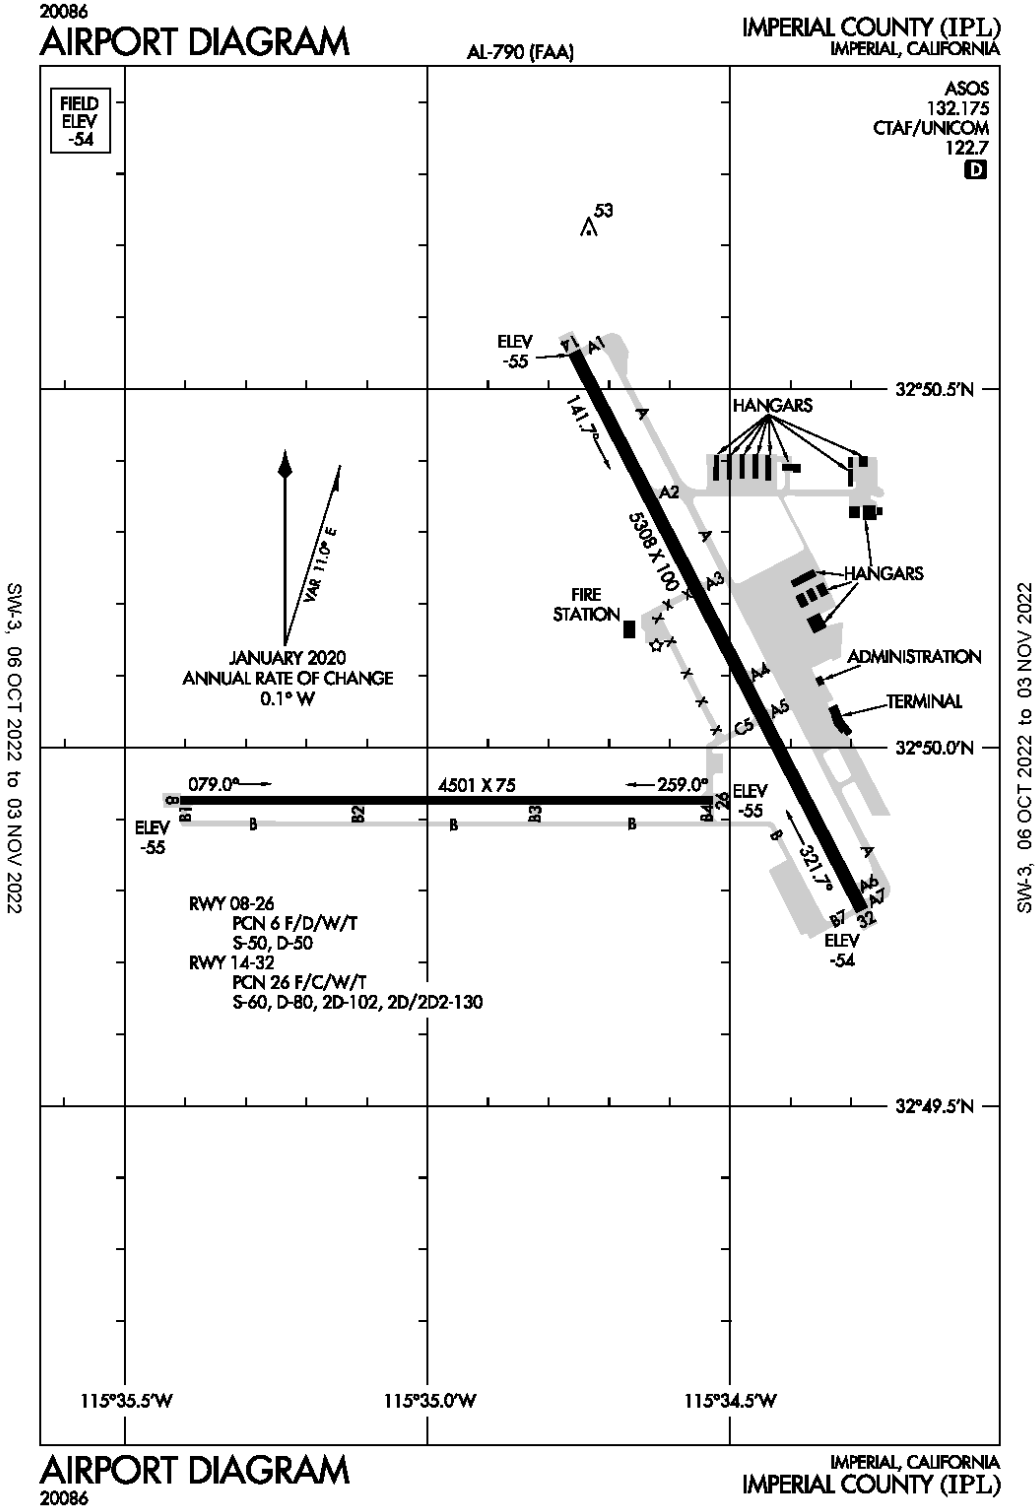 20086
AIRPORT DIAGRAM
AL-790 (FAA)
IMPERIAL COUNTY (IPL)
IMPERIAL, CALIFORNIA
FIELD
ELEV
-54
ASOS
132.175
CTAF/UNICOM
122.7
D
53
ELEV
-55
14
A1
32°50.5'N
141.7°
A
HANGARS
A2
5308 X 100
A
A3
VAR 11.0° E
HANGARS
FIRE
STATION
JANUARY 2020
ANNUAL RATE OF CHANGE
0.1° W
ADMINISTRATION
A4
TERMINAL
A5
C5
32°50.0'N
079.0°
4501 X 75
259.0°
8
26
ELEV
-55
B1
B2
B3
B4
ELEV
-55
B
B
B
B
321.7°
A
A6
A7
B7
32
ELEV
-54
RWY 08-26
PCN 6 F/D/W/T
S-50, D-50
RWY 14-32
PCN 26 F/C/W/T
S-60, D-80, 2D-102, 2D/2D2-130
32°49.5'N
115°35.5'W
115°35.0'W
115°34.5'W
SW-3, 06 OCT 2022 to 03 NOV 2022
SW-3, 06 OCT 2022 to 03 NOV 2022
AIRPORT DIAGRAM
20086
IMPERIAL, CALIFORNIA
IMPERIAL COUNTY (IPL)